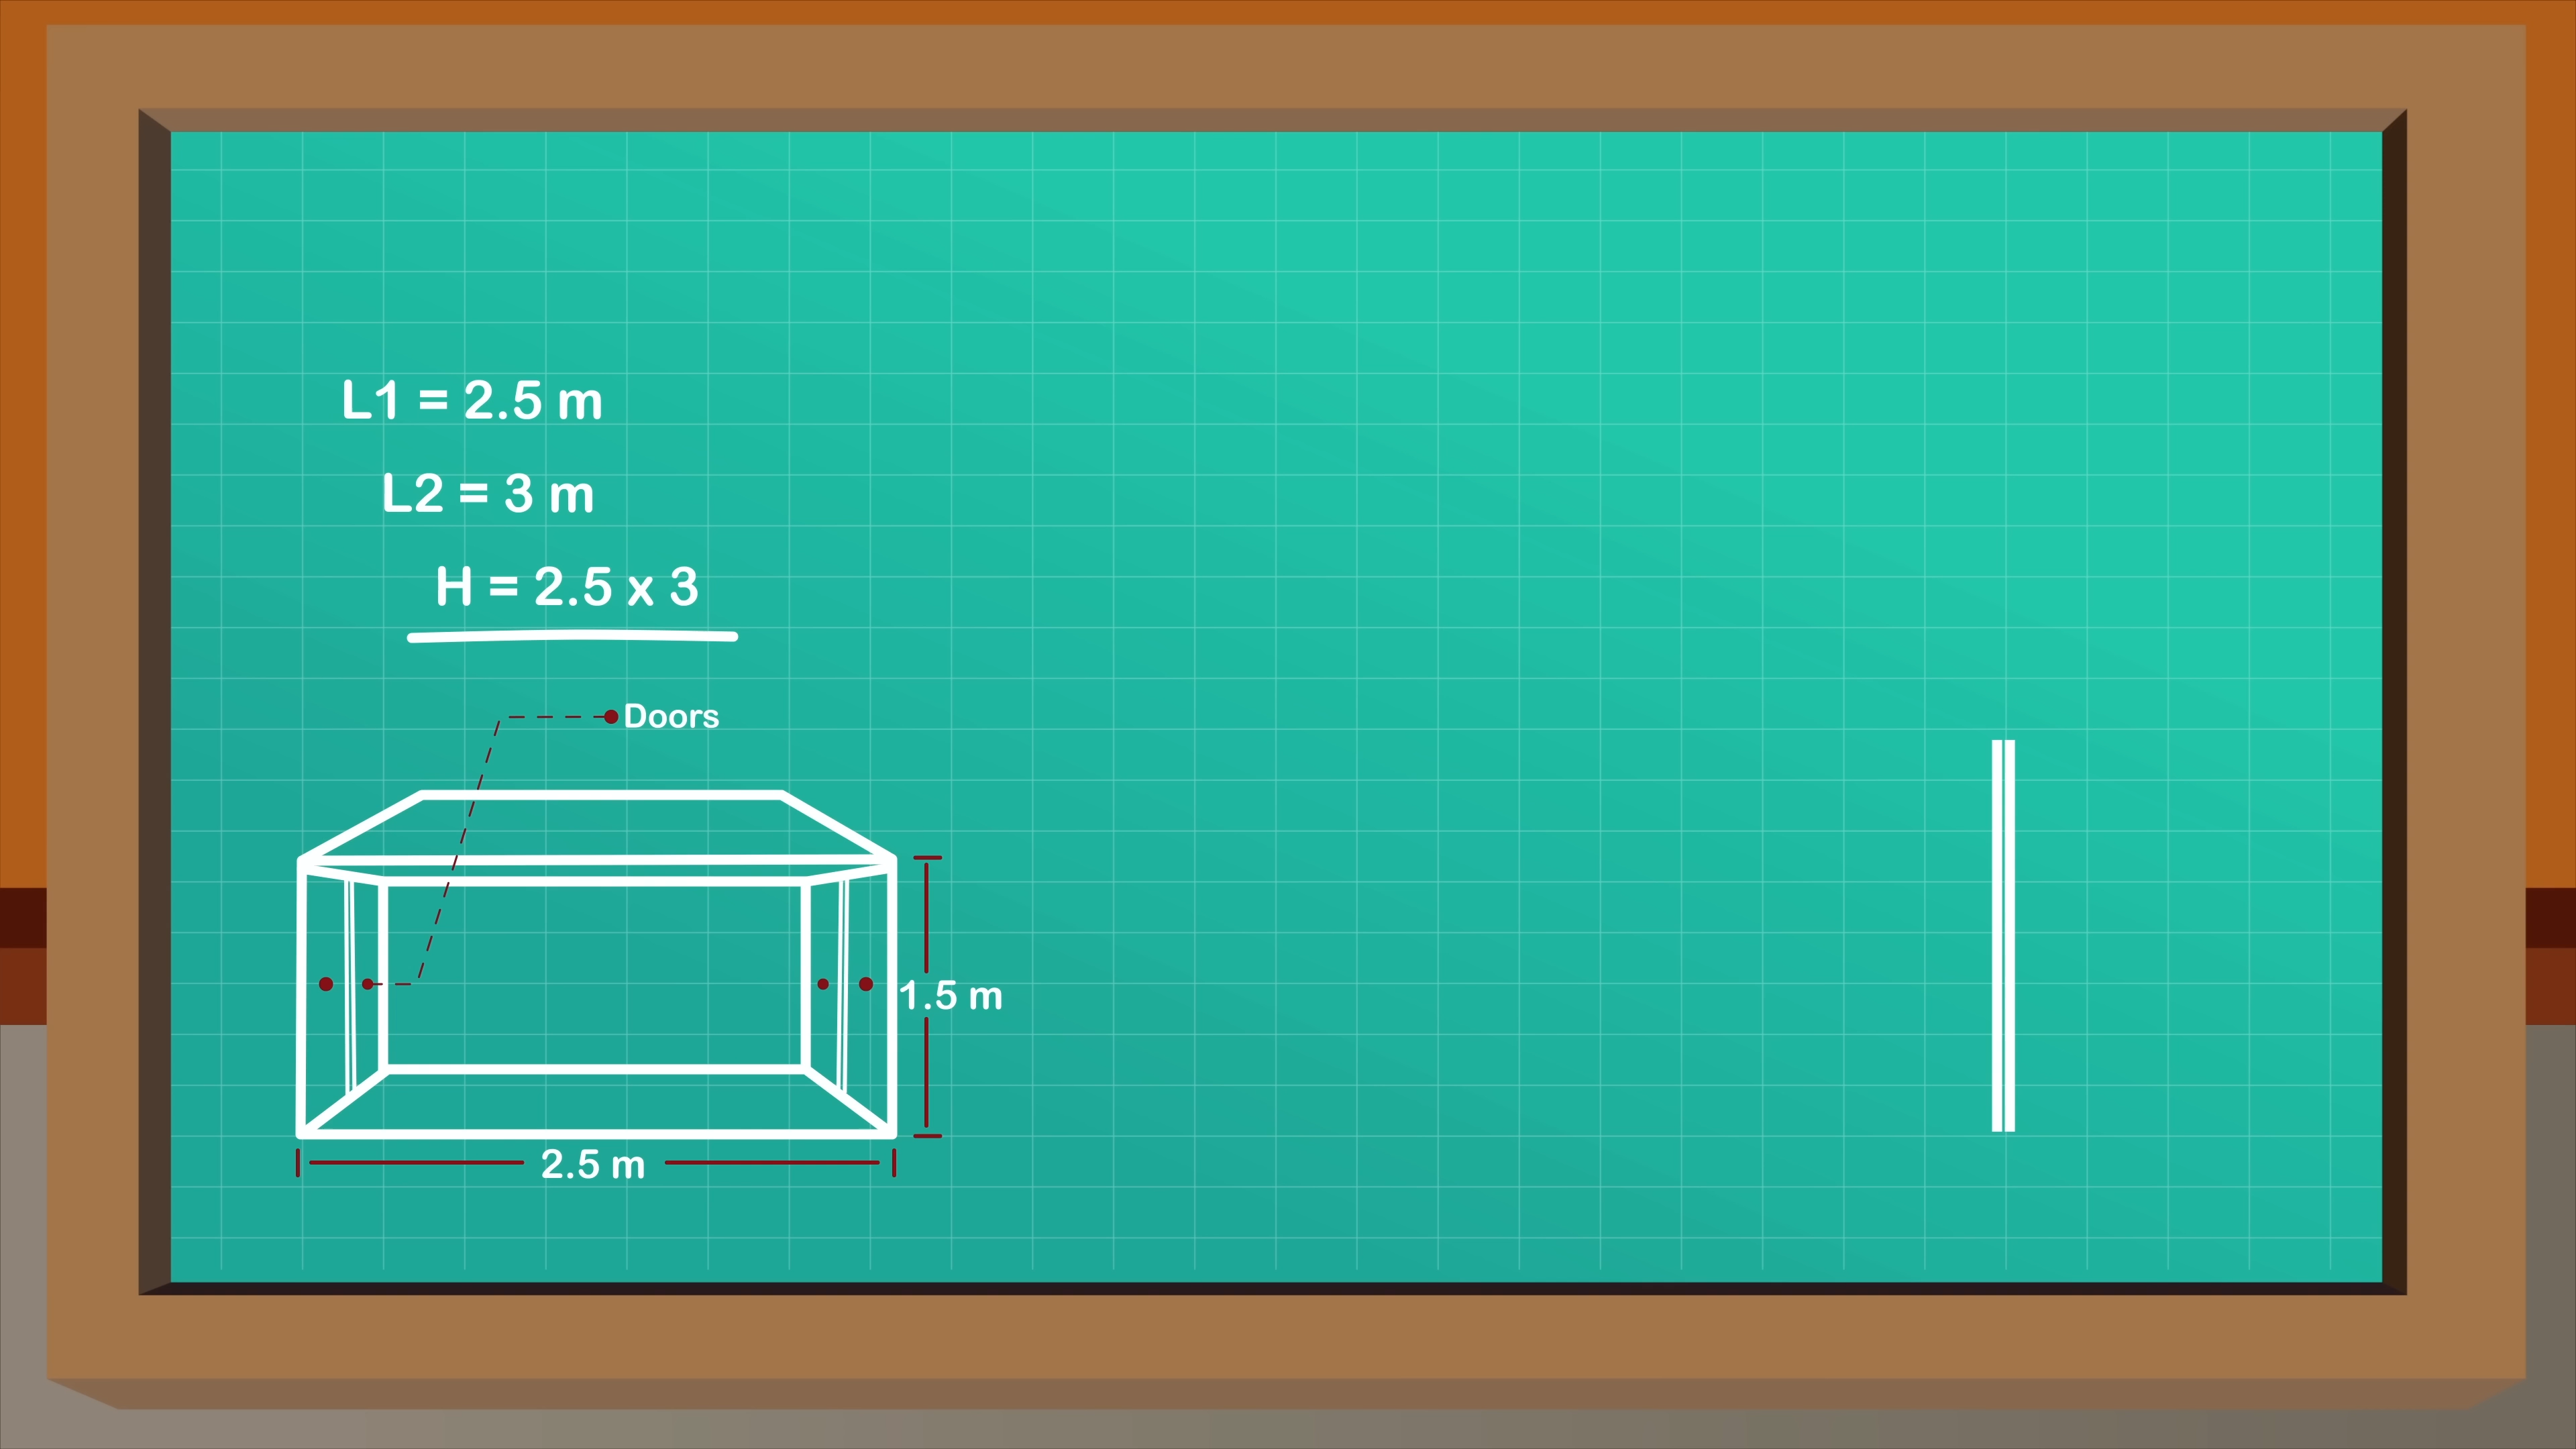 L1 = 2.5 m
L2 = 3 m
H = 2.5 x 3
Doors
1.5 m
2.5 m